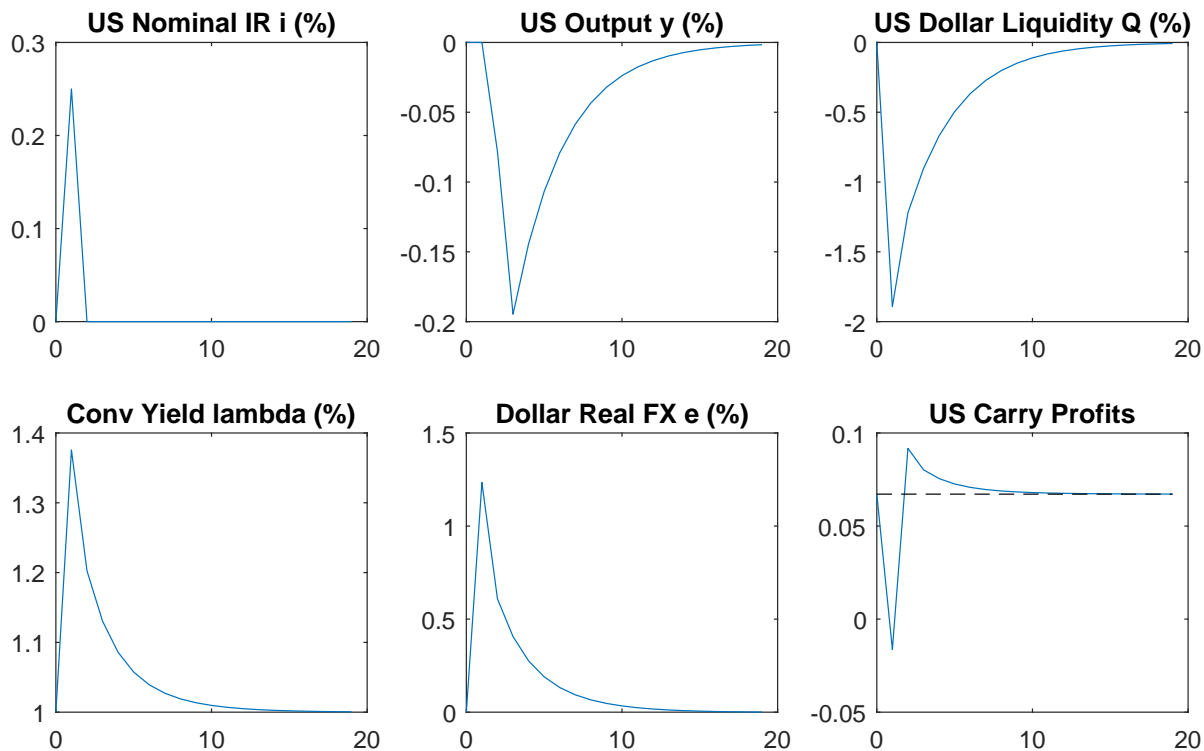 US Nominal IR i (%)
0.3
0.2
0.1
0
0 10 20
US Output y (%)
0
-0.05
-0.1
-0.15
-0.2
0 10 20
US Dollar Liquidity Q (%)
0
-0.5
-1
-1.5
-2
0 10 20
Conv Yield lambda (%)
1.4
1.3
1.2
1.1
1
0 10 20
Dollar Real FX e (%)
1.5
1
0.5
0
0 10 20
US Carry Profits
0.1
0.05
0
-0.05
0 10 20